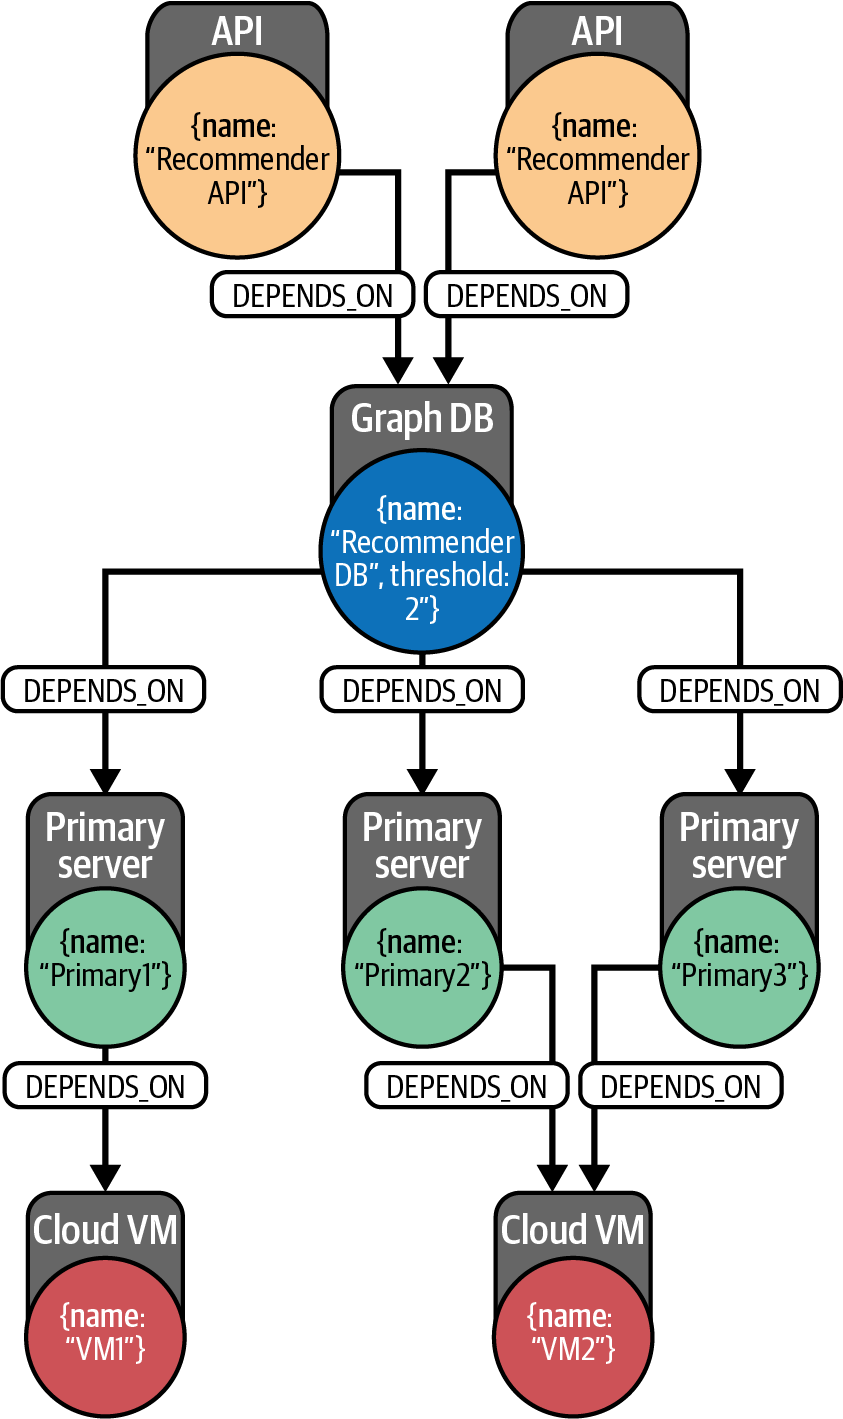 API
API
{name:
“Recommender
API”}
{name:
“Recommender
API”}
DEPENDS_ON
DEPENDS_ON
Graph DB
{name:
“Recommender
DB”, threshold:
2”}
DEPENDS_ON
DEPENDS_ON
DEPENDS_ON
Primary
server
Primary
server
Primary
server
{name:
“Primary1”}
{name:
“Primary2”}
{name:
“Primary3”}
DEPENDS_ON
DEPENDS_ON
DEPENDS_ON
Cloud VM
Cloud VM
{name:
“VM1”}
{name:
“VM2”}